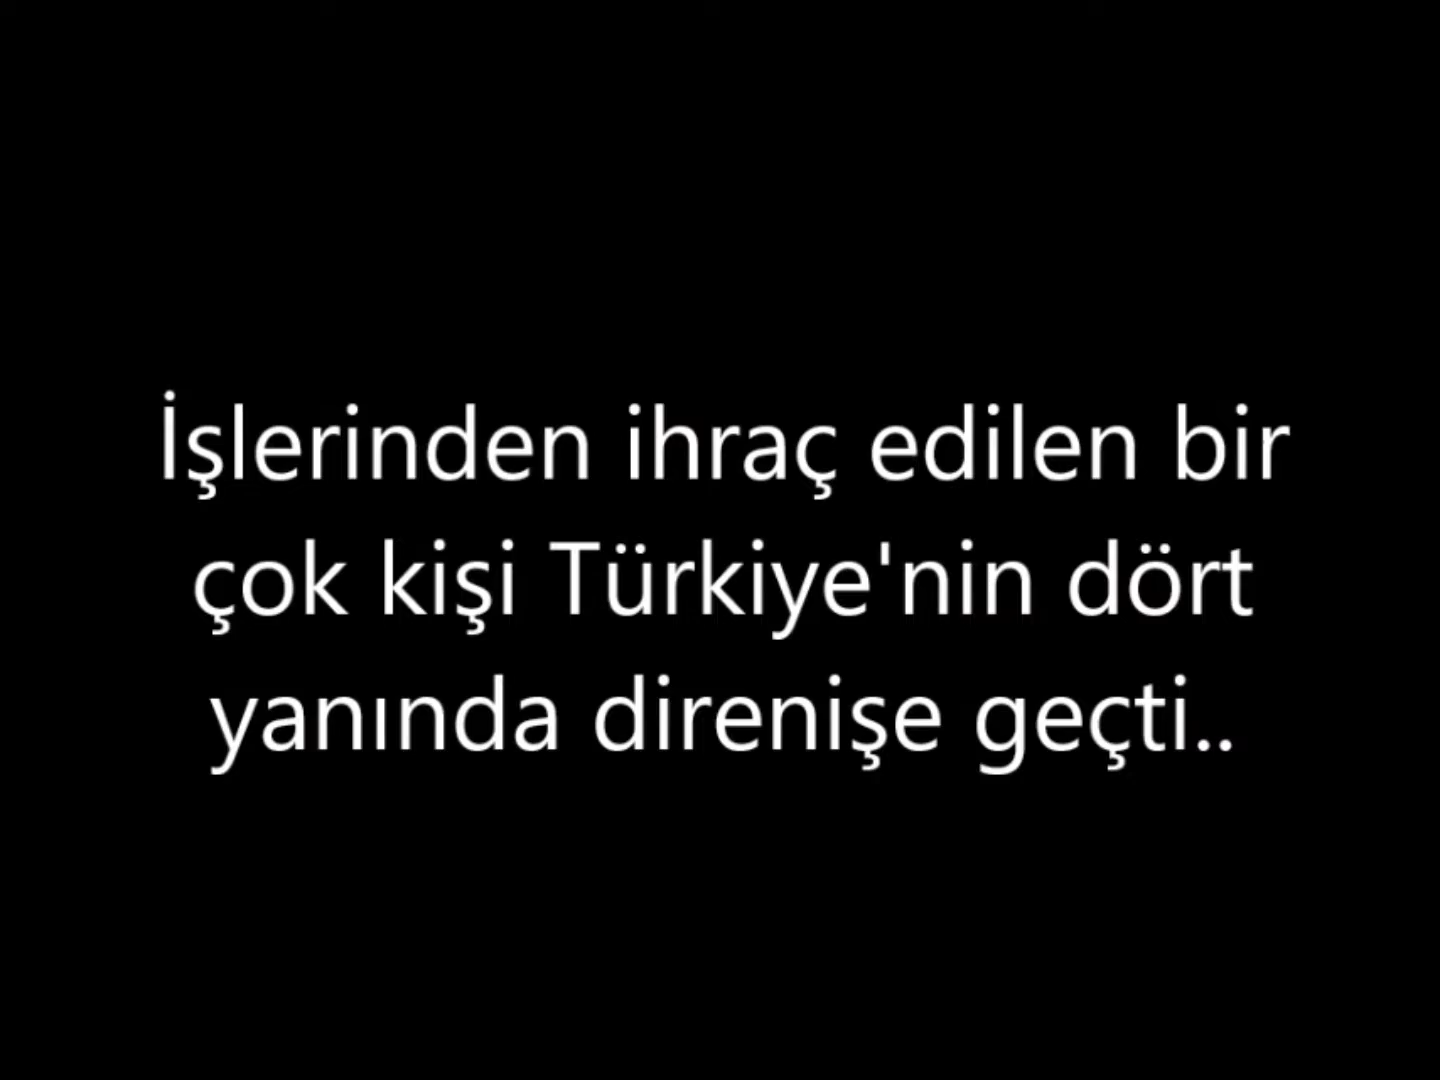 İşlerinden ihraç edilen bir
çok kişi Türkiye'nin dört
yanında direnişe geçti..